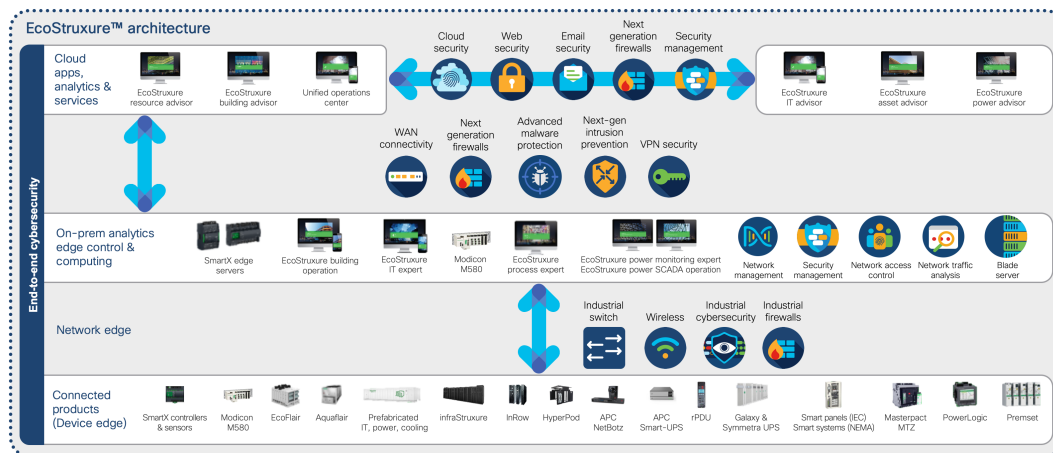 EcoStruxure™ architecture
End-to-end cybersecurity
Cloud
apps,
analytics
& services
EcoStruxure
resource advisor
EcoStruxure
building advisor
Unified operations
center
Cloud
security
Web
security
Email
security
Next
generation
firewalls
Security
management
EcoStruxure
IT advisor
EcoStruxure
asset advisor
EcoStruxure
power advisor
WAN
connectivity
Next
generation
firewalls
Advanced
malware
protection
Next-gen
intrusion
prevention
VPN security
On-prem analytics
edge control &
computing
SmartX edge
servers
EcoStruxure building
operation
EcoStruxure
IT expert
Modicon
M580
EcoStruxure
process expert
EcoStruxure power monitoring expert
EcoStruxure power SCADA operation
Network
management
Security
management
Network access
control
Network traffic
analysis
Blade
server
Network edge
Industrial
switch
Wireless
Industrial
cybersecurity
Industrial
firewalls
Connected
products
(Device edge)
SmartX controllers
& sensors
Modicon
M580
EcoFlair
Aquaflair
Prefabricated
IT, power, cooling
infraStruxure
InRow
HyperPod
APC
NetBotz
APC
Smart-UPS
rPDU
Galaxy &
Symmetra UPS
Smart panels (IEC)
Smart systems (NEMA)
Masterpact
MTZ
PowerLogic
Premset